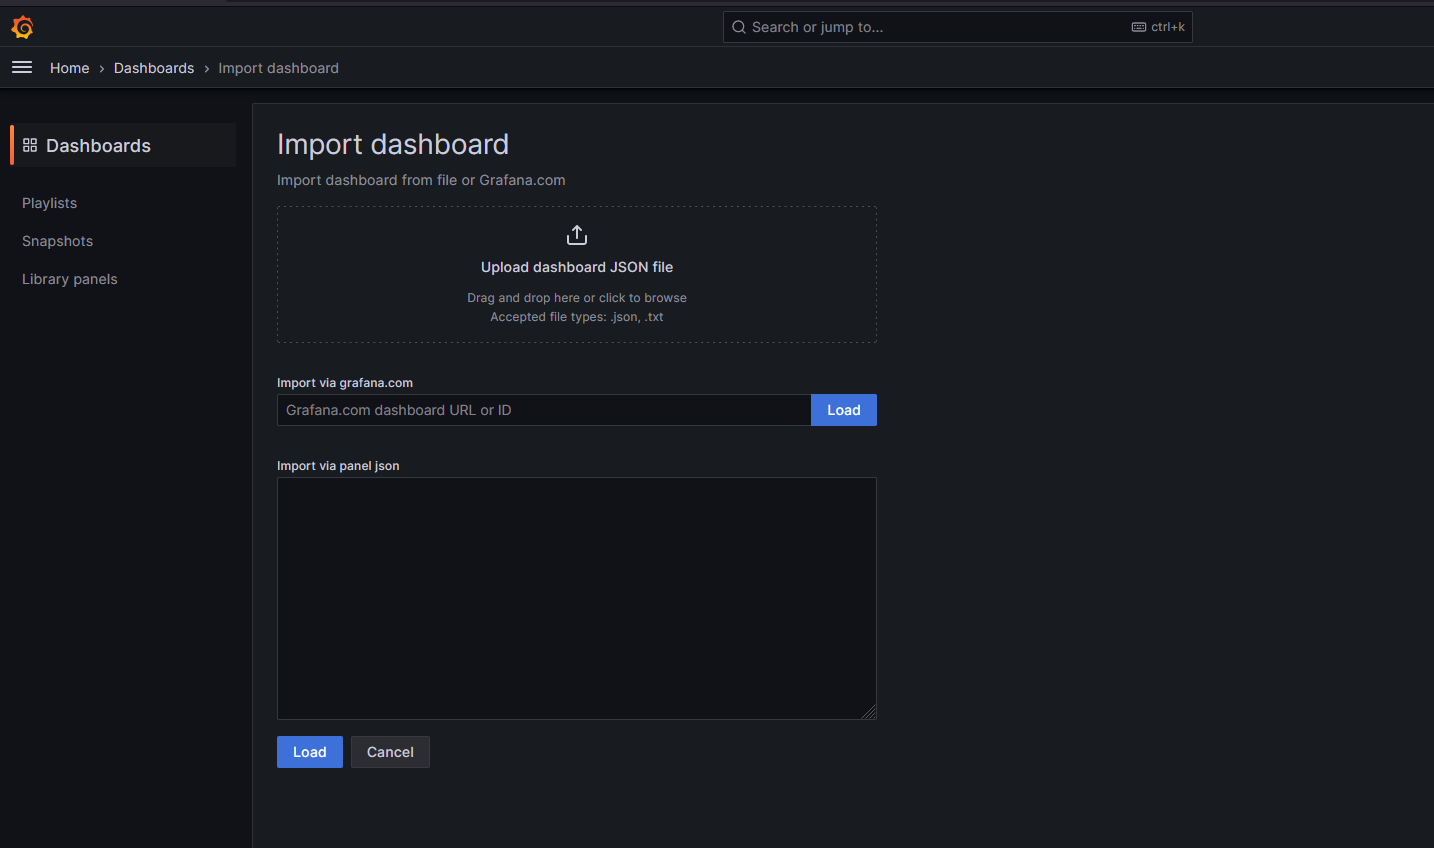 Search or jump to...
ctrl+k
Home › Dashboards › Import dashboard
Dashboards
Playlists
Snapshots
Library panels
Import dashboard
Import dashboard from file or Grafana.com
Upload dashboard JSON file
Drag and drop here or click to browse
Accepted file types: .json, .txt
Import via grafana.com
Grafana.com dashboard URL or ID
Load
Import via panel json
Load
Cancel